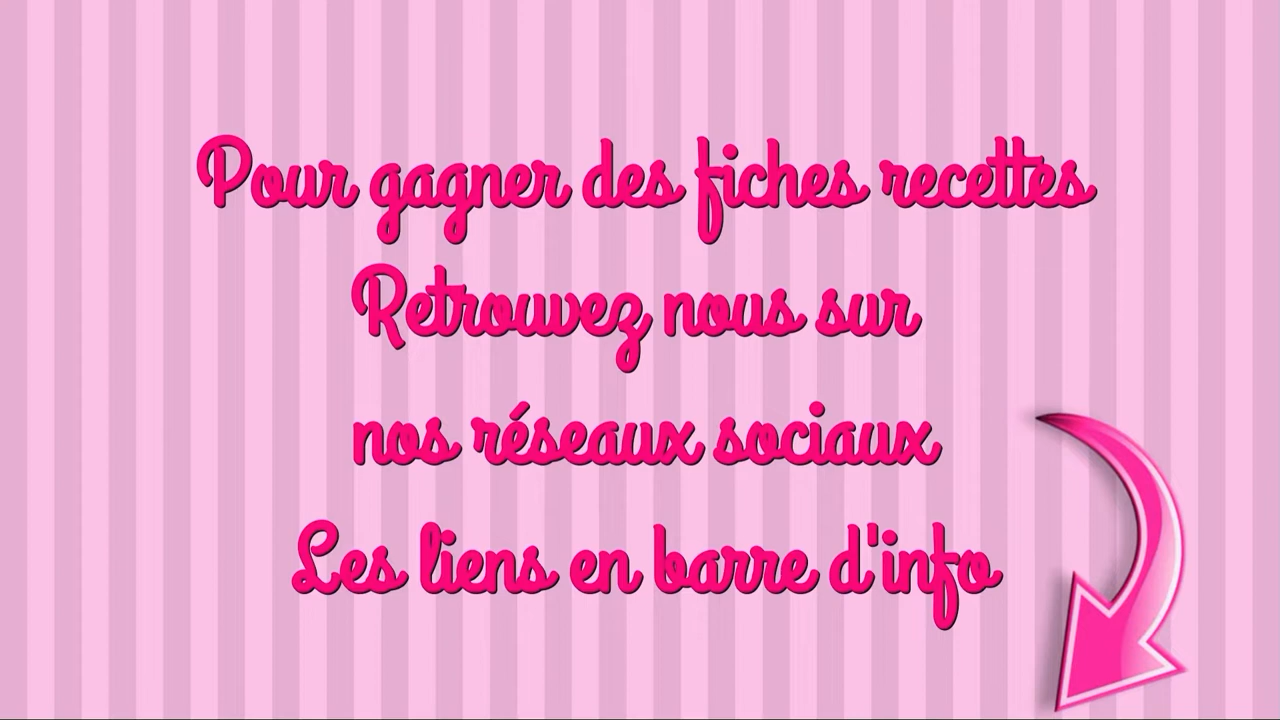 Pour gagner des fiches recettes
Retrouvez nous sur
nos réseaux sociaux
Les liens en barre d'info